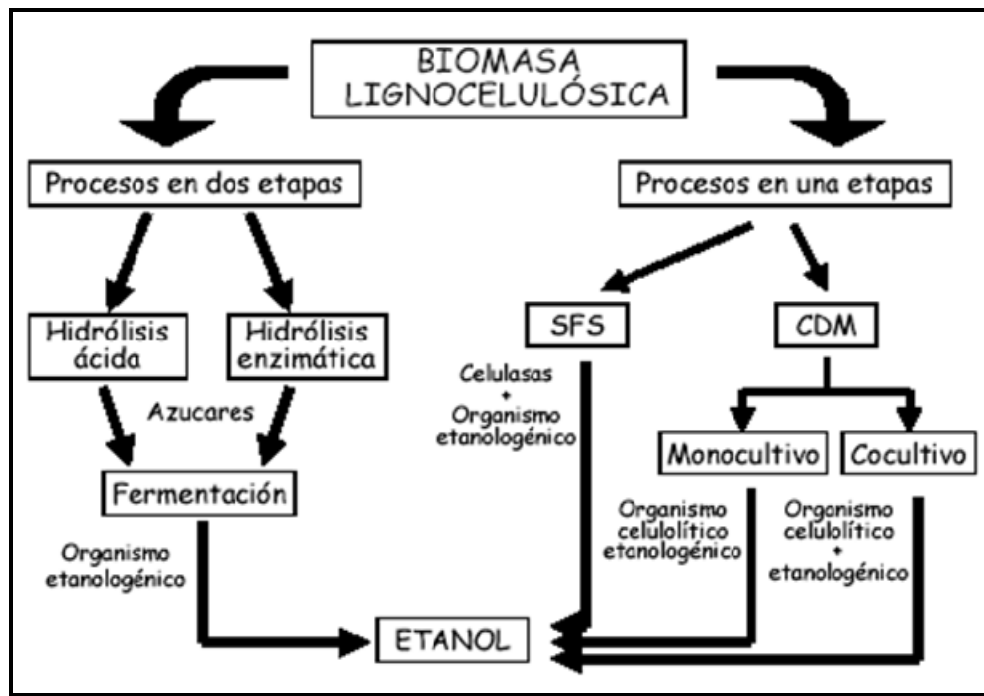 BIOMASA
LIGNOCELULÓSICA
Procesos en dos etapas
Procesos en una etapas
Hidrólisis
ácida
Hidrólisis
enzimática
SFS
CDM
Azucares
Celulasas
+
Organismo
etanologénico
Monocultivo
Cocultivo
Fermentación
Organismo
etanologénico
Organismo
celulolítico
etanologénico
Organismo
celulolítico
+
etanologénico
ETANOL